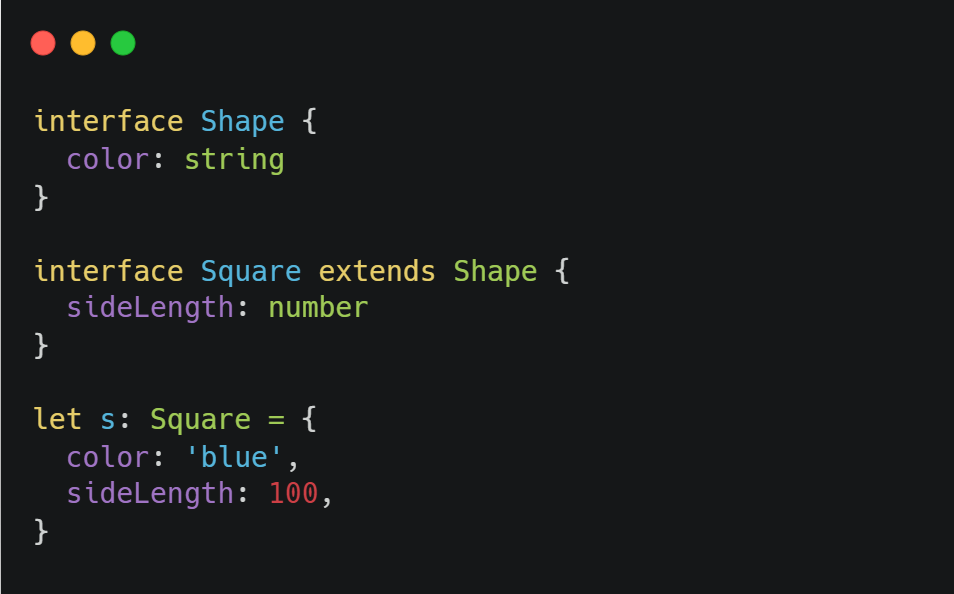 interface Shape {
  color: string
}

interface Square extends Shape {
  sideLength: number
}

let s: Square = {
  color: 'blue',
  sideLength: 100,
}